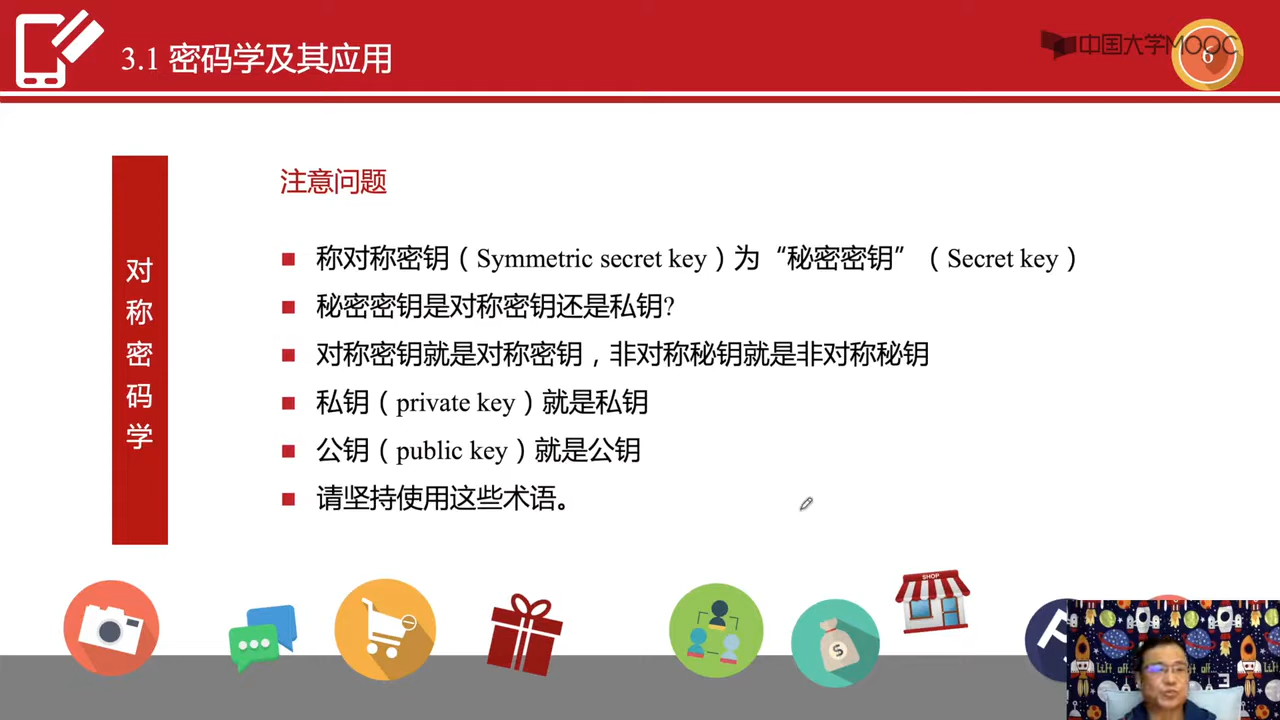 3.1 密码学及其应用
中国大学MOOC
6
对称密码学
注意问题
称对称密钥（Symmetric secret key）为“秘密密钥”（Secret key）
秘密密钥是对称密钥还是私钥?
对称密钥就是对称密钥，非对称秘钥就是非对称秘钥
私钥（private key）就是私钥
公钥（public key）就是公钥
请坚持使用这些术语。
SHOP
$